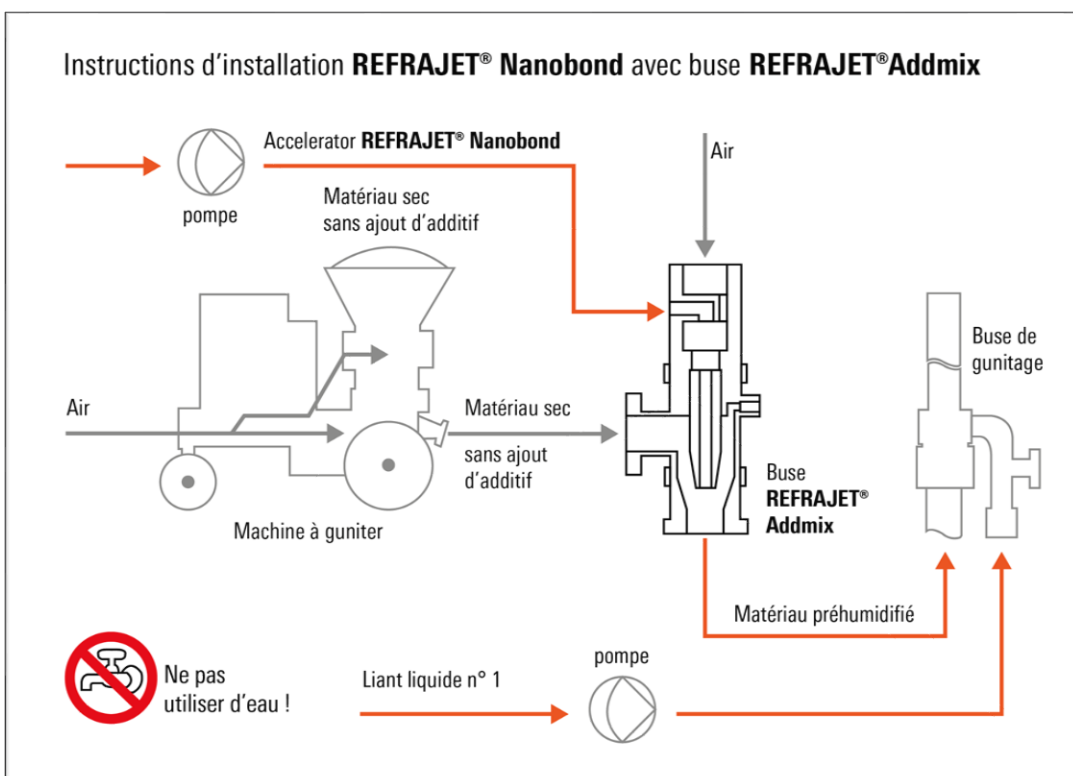 Instructions d'installation REFRAJET® Nanobond avec buse REFRAJET®Addmix
Accelerator REFRAJET® Nanobond
pompe
Air
Matériau sec
sans ajout d'additif
Buse de
gunitage
Air
Matériau sec
sans ajout
d'additif
Buse
REFRAJET®
Addmix
Machine à guniter
Matériau préhumidifié
Ne pas
utiliser d'eau !
Liant liquide n° 1
pompe